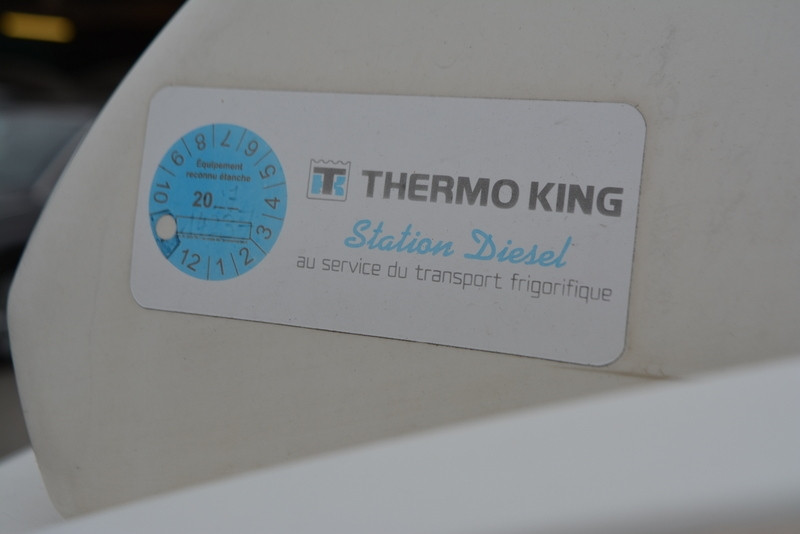 Équipement
reconnu étanche
20
1 2 3 4 5 6 7 8 9 10 12
TK THERMO KING
Station Diesel
au service du transport frigorifique